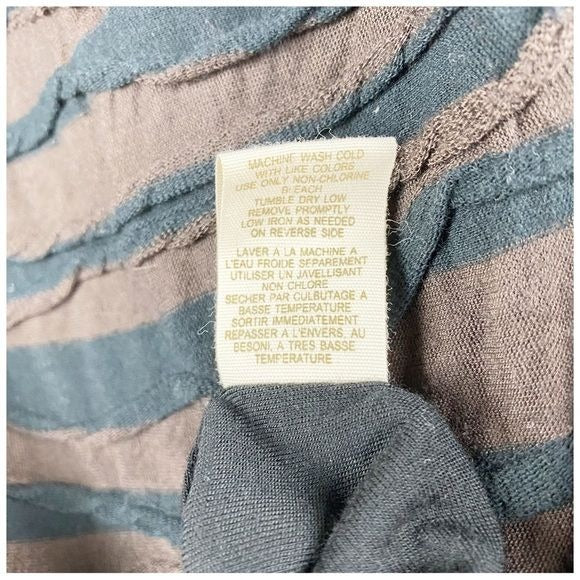 MACHINE WASH COLD
WITH LIKE COLORS
USE ONLY NON-CHLORINE
BLEACH
TUMBLE DRY LOW
REMOVE PROMPTLY
LOW IRON AS NEEDED
ON REVERSE SIDE
LAVER A LA MACHINE A
L'EAU FROIDE SEPAREMENT
UTILISER UN JAVELLISANT
NON CHLORE
SECHER PAR CULBUTAGE A
BASSE TEMPERATURE
SORTIR IMMEDIATEMENT
REPASSER A L'ENVERS, AU
BESONI, A TRES BASSE
TEMPERATURE